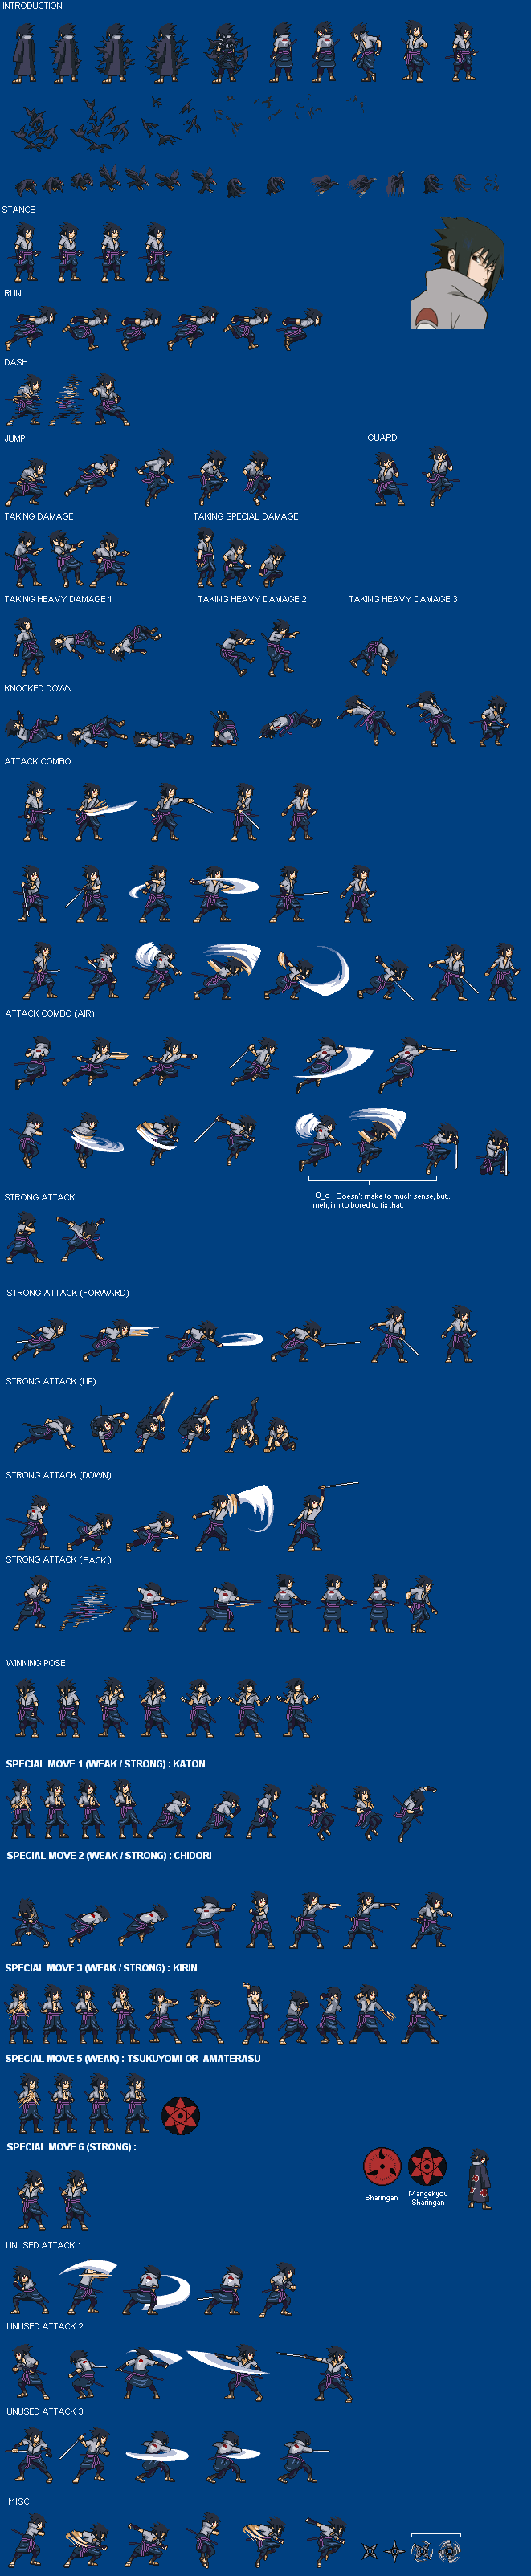 INTRODUCTION
STANCE
RUN
DASH
JUMP
GUARD
TAKING DAMAGE
TAKING SPECIAL DAMAGE
TAKING HEAVY DAMAGE 1
TAKING HEAVY DAMAGE 2
TAKING HEAVY DAMAGE 3
KNOCKED DOWN
ATTACK COMBO
ATTACK COMBO (AIR)
O_o Doesn't make to much sense, but...
meh, i'm to bored to fix that.
STRONG ATTACK
STRONG ATTACK (FORWARD)
STRONG ATTACK (UP)
STRONG ATTACK (DOWN)
STRONG ATTACK (BACK)
WINNING POSE
SPECIAL MOVE 1 (WEAK / STRONG) : KATON
SPECIAL MOVE 2 (WEAK / STRONG) : CHIDORI
SPECIAL MOVE 3 (WEAK / STRONG) : KIRIN
SPECIAL MOVE 5 (WEAK) : TSUKUYOMI OR AMATERASU
SPECIAL MOVE 6 (STRONG) :
Sharingan
Mangekyou
Sharingan
UNUSED ATTACK 1
UNUSED ATTACK 2
UNUSED ATTACK 3
MISC